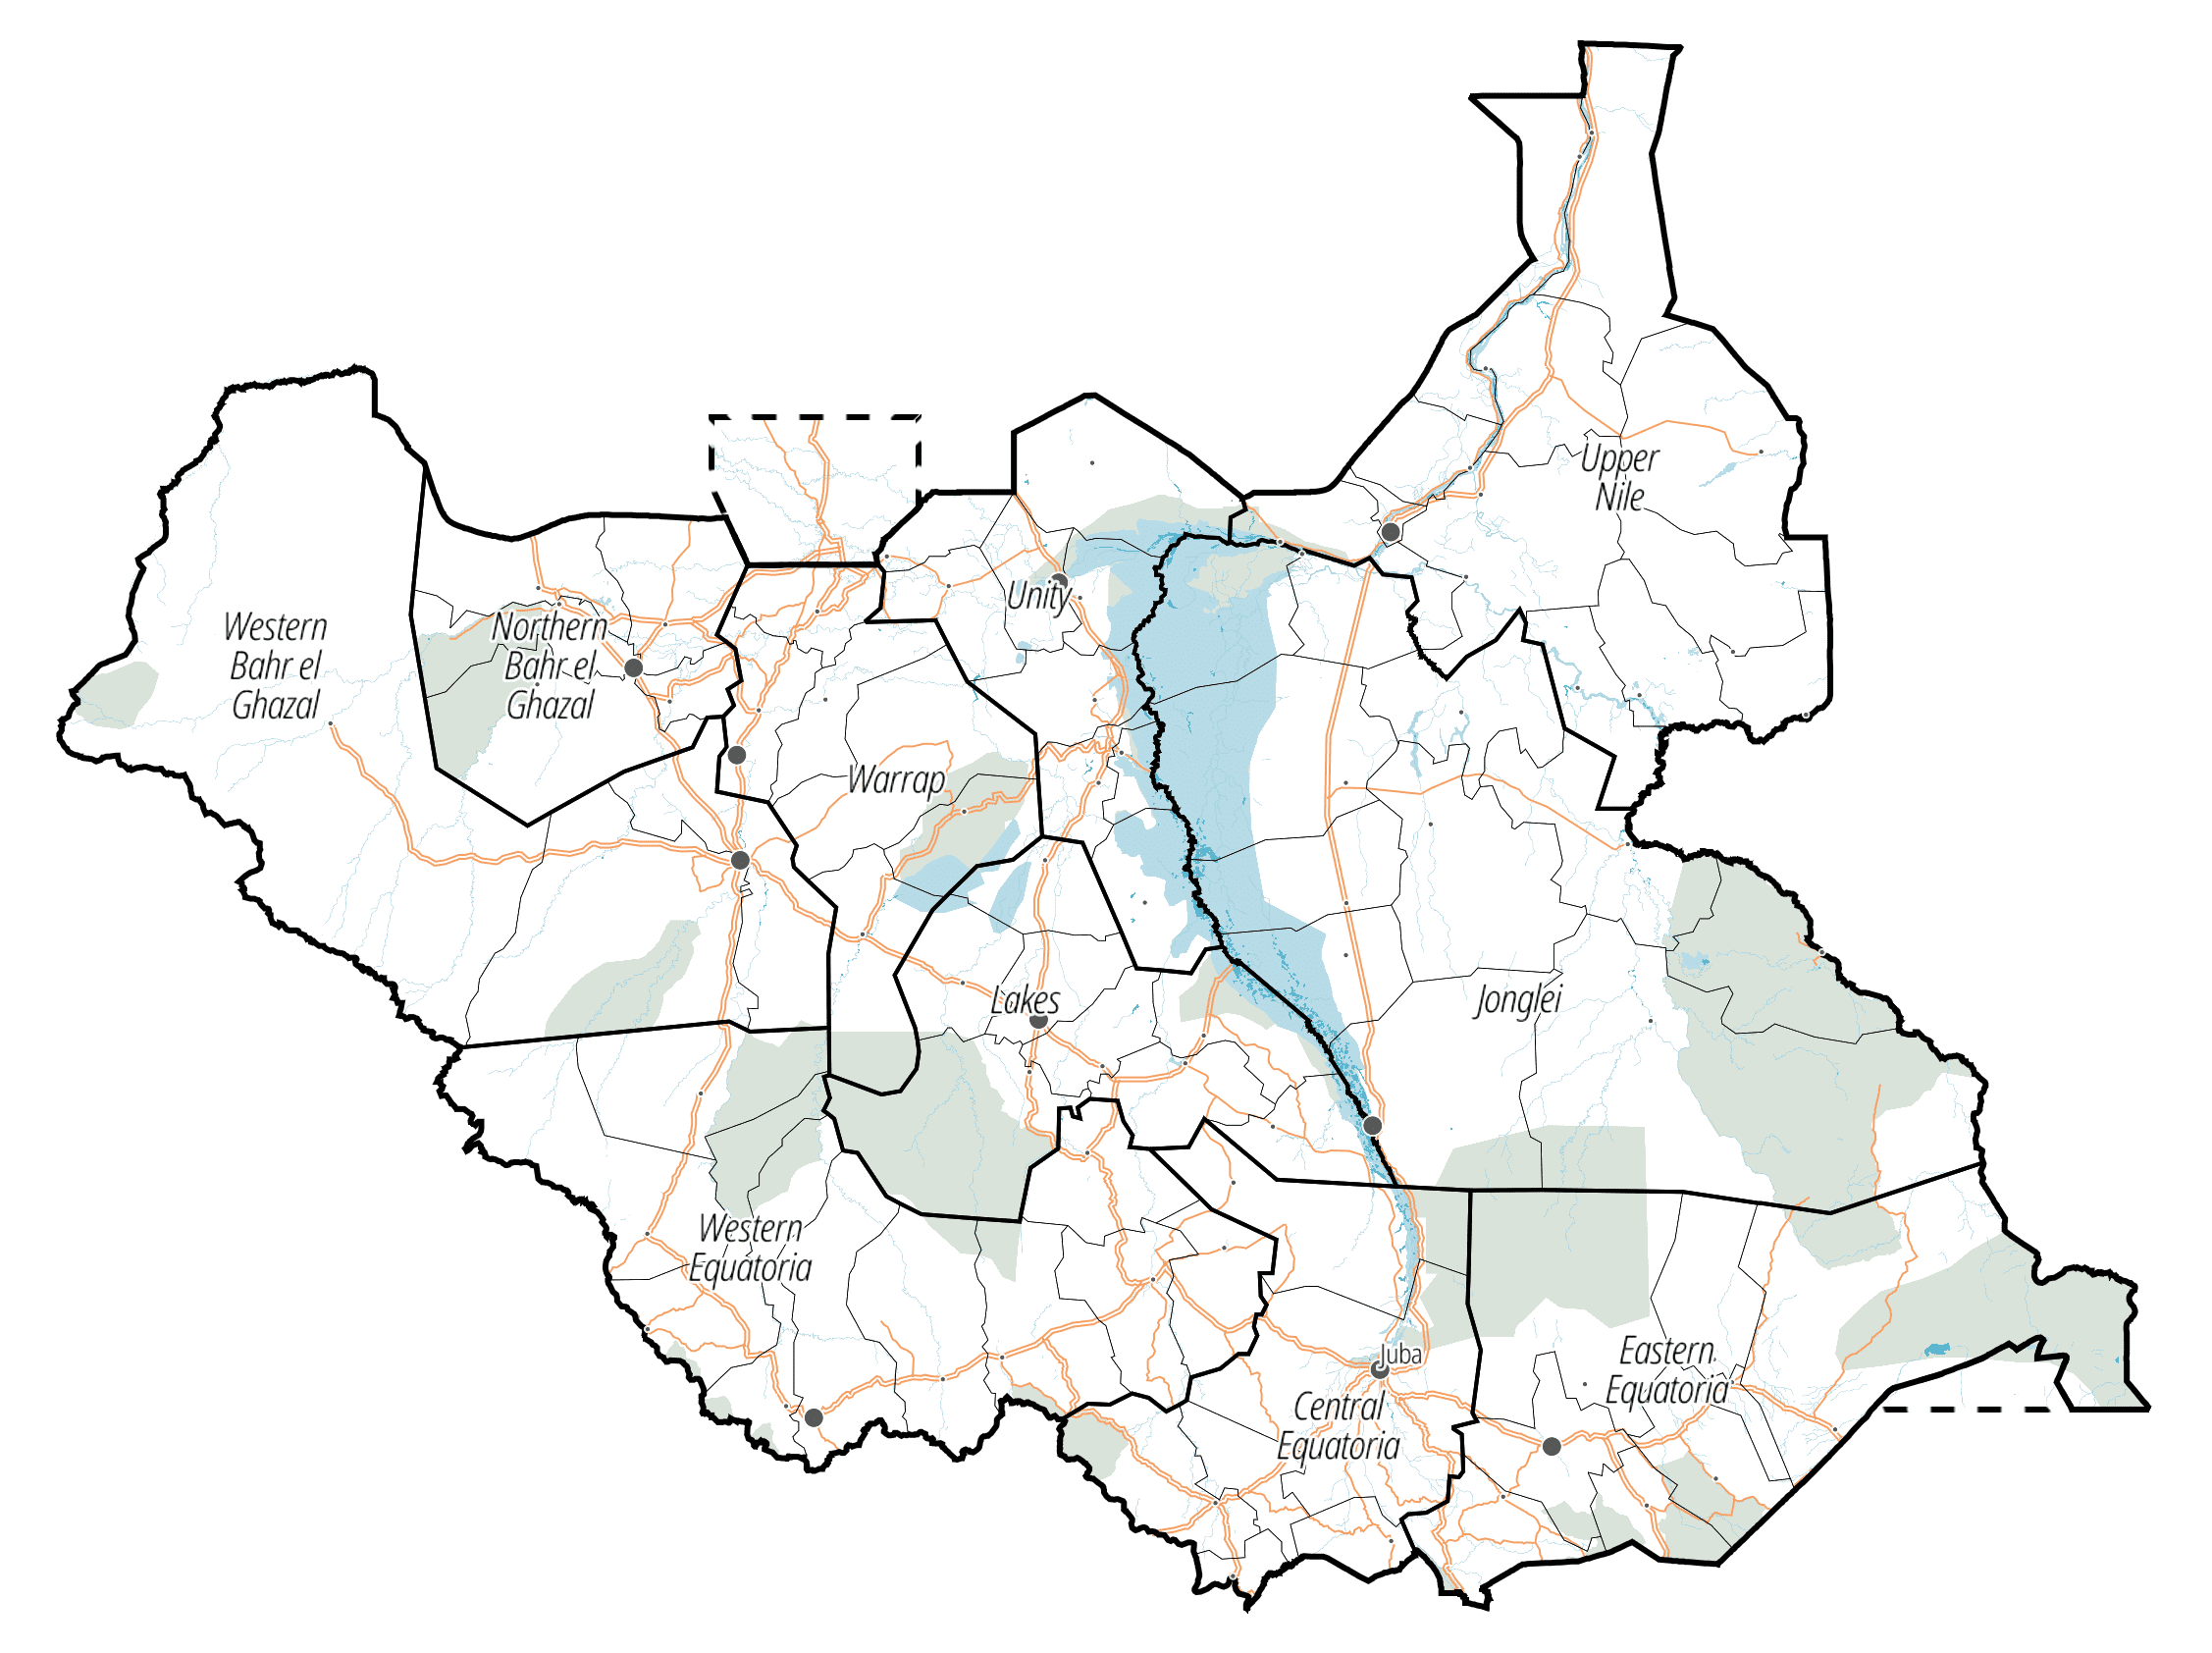 Upper
Nile
Western
Bahr el
Ghazal
Northern
Bahr el
Ghazal
Unity
Warrap
Lakes
Jonglei
Western
Equatoria
Juba
Central
Equatoria
Eastern
Equatoria